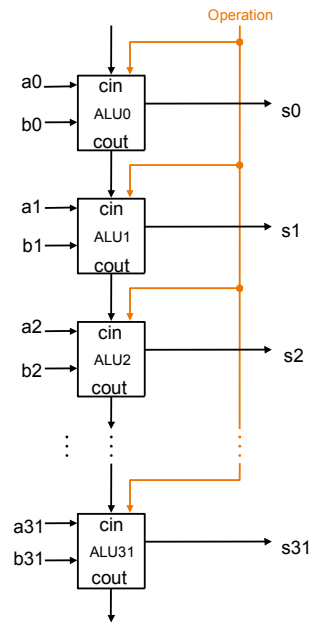 Operation
a0
cin
b0
ALU0
s0
cout
a1
cin
b1
ALU1
s1
cout
a2
cin
b2
ALU2
s2
cout
a31
cin
b31
ALU31
s31
cout